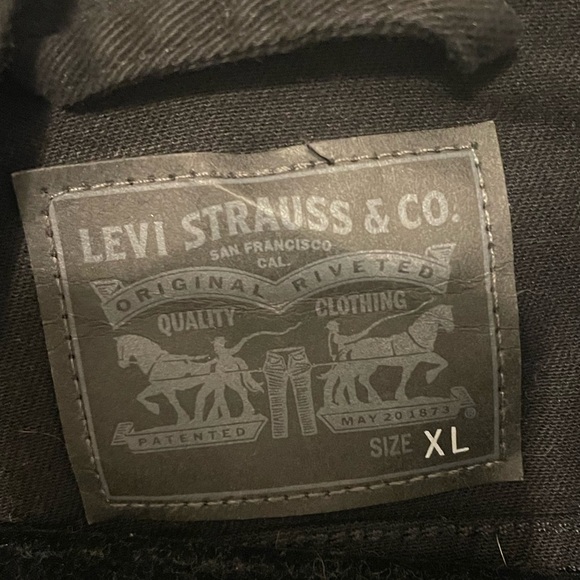 LEVI STRAUSS & CO.
SAN FRANCISCO
CAL.
ORIGINAL RIVETED
QUALITY CLOTHING
PATENTED MAY 20 1873
®
SIZE XL